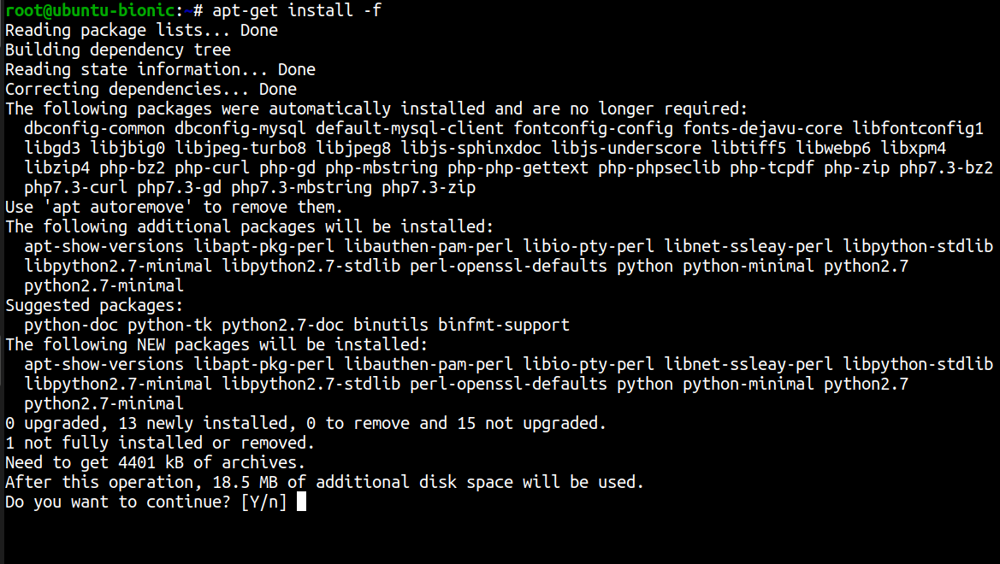 root@ubuntu-bionic:~# apt-get install -f
Reading package lists... Done
Building dependency tree
Reading state information... Done
Correcting dependencies... Done
The following packages were automatically installed and are no longer required:
  dbconfig-common dbconfig-mysql default-mysql-client fontconfig-config fonts-dejavu-core libfontconfig1
  libgd3 libjbig0 libjpeg-turbo8 libjpeg8 libjs-sphinxdoc libjs-underscore libtiff5 libwebp6 libxpm4
  libzip4 php-bz2 php-curl php-gd php-mbstring php-php-gettext php-phpseclib php-tcpdf php-zip php7.3-bz2
  php7.3-curl php7.3-gd php7.3-mbstring php7.3-zip
Use 'apt autoremove' to remove them.
The following additional packages will be installed:
  apt-show-versions libapt-pkg-perl libauthen-pam-perl libio-pty-perl libnet-ssleay-perl libpython-stdlib
  libpython2.7-minimal libpython2.7-stdlib perl-openssl-defaults python python-minimal python2.7
  python2.7-minimal
Suggested packages:
  python-doc python-tk python2.7-doc binutils binfmt-support
The following NEW packages will be installed:
  apt-show-versions libapt-pkg-perl libauthen-pam-perl libio-pty-perl libnet-ssleay-perl libpython-stdlib
  libpython2.7-minimal libpython2.7-stdlib perl-openssl-defaults python python-minimal python2.7
  python2.7-minimal
0 upgraded, 13 newly installed, 0 to remove and 15 not upgraded.
1 not fully installed or removed.
Need to get 4401 kB of archives.
After this operation, 18.5 MB of additional disk space will be used.
Do you want to continue? [Y/n]